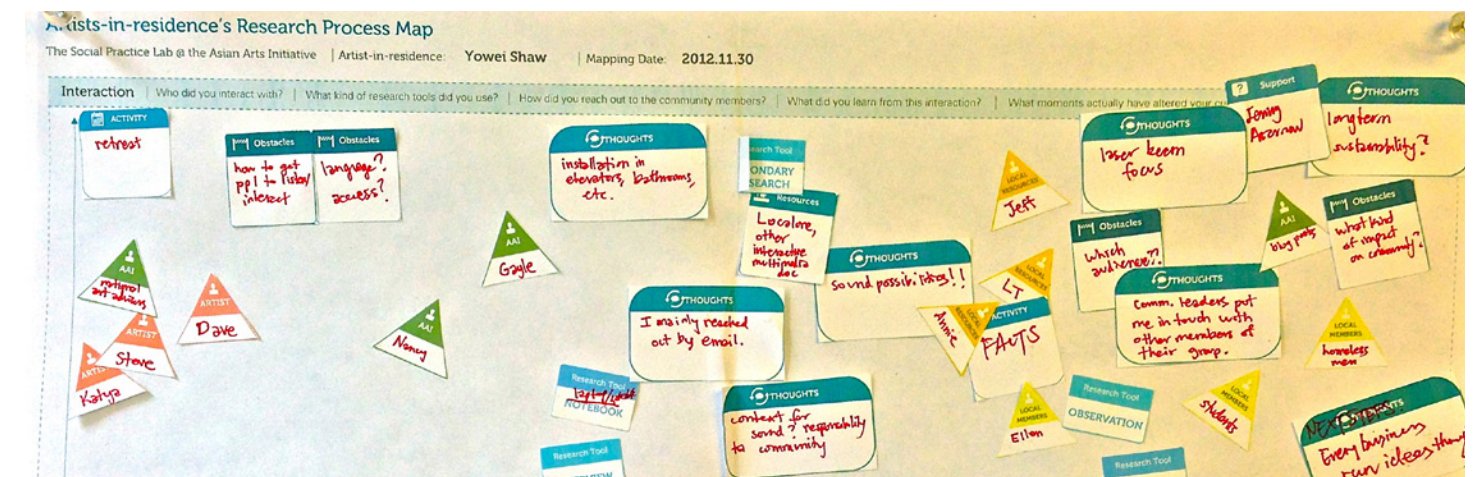 Artists-in-residence's Research Process Map
The Social Practice Lab @ the Asian Arts Initiative | Artist-in-residence: Yowei Shaw | Mapping Date: 2012.11.30
Interaction | Who did you interact with? | What kind of research tools did you use? | How did you reach out to the community members? | What did you learn from this interaction? | What moments actually have altered your
ACTIVITY
retreat
Obstacles
how to get
ppl to listen/
interact
Obstacles
language?
access?
THOUGHTS
installation in
elevators, bathrooms,
etc.
Research Tool
ONDARY
SEARCH
Resources
Localore,
other
interactive
multimedia
doc
LOCAL
RESOURCES
Jeff
THOUGHTS
laser keem
focus
Support
Jenny
THOUGHTS
longterm
sustainability?
AAI
national
art advisors
ARTIST
Dave
ARTIST
Steve
ARTIST
Katya
AAI
Gayle
AAI
Nancy
THOUGHTS
sound possibilities!!
THOUGHTS
I mainly reached
out by email.
LOCAL
RESOURCES
LT
LOCAL
RESOURCES
Annie
ACTIVITY
FACTS
Obstacles
which
audience??
THOUGHTS
Comm. leaders put
me in touch with
other members of
their group.
AAI
blog posts
Obstacles
what kind
of impact
on community?
LOCAL
MEMBERS
homeless
men
Research Tool
NOTEBOOK
THOUGHTS
context for
sound? responsibility
to community
LOCAL
MEMBERS
Ellen
Research Tool
OBSERVATION
LOCAL
MEMBERS
students
NEXT STEPS:
Every business
run ideas
Research Tool
Research Tool